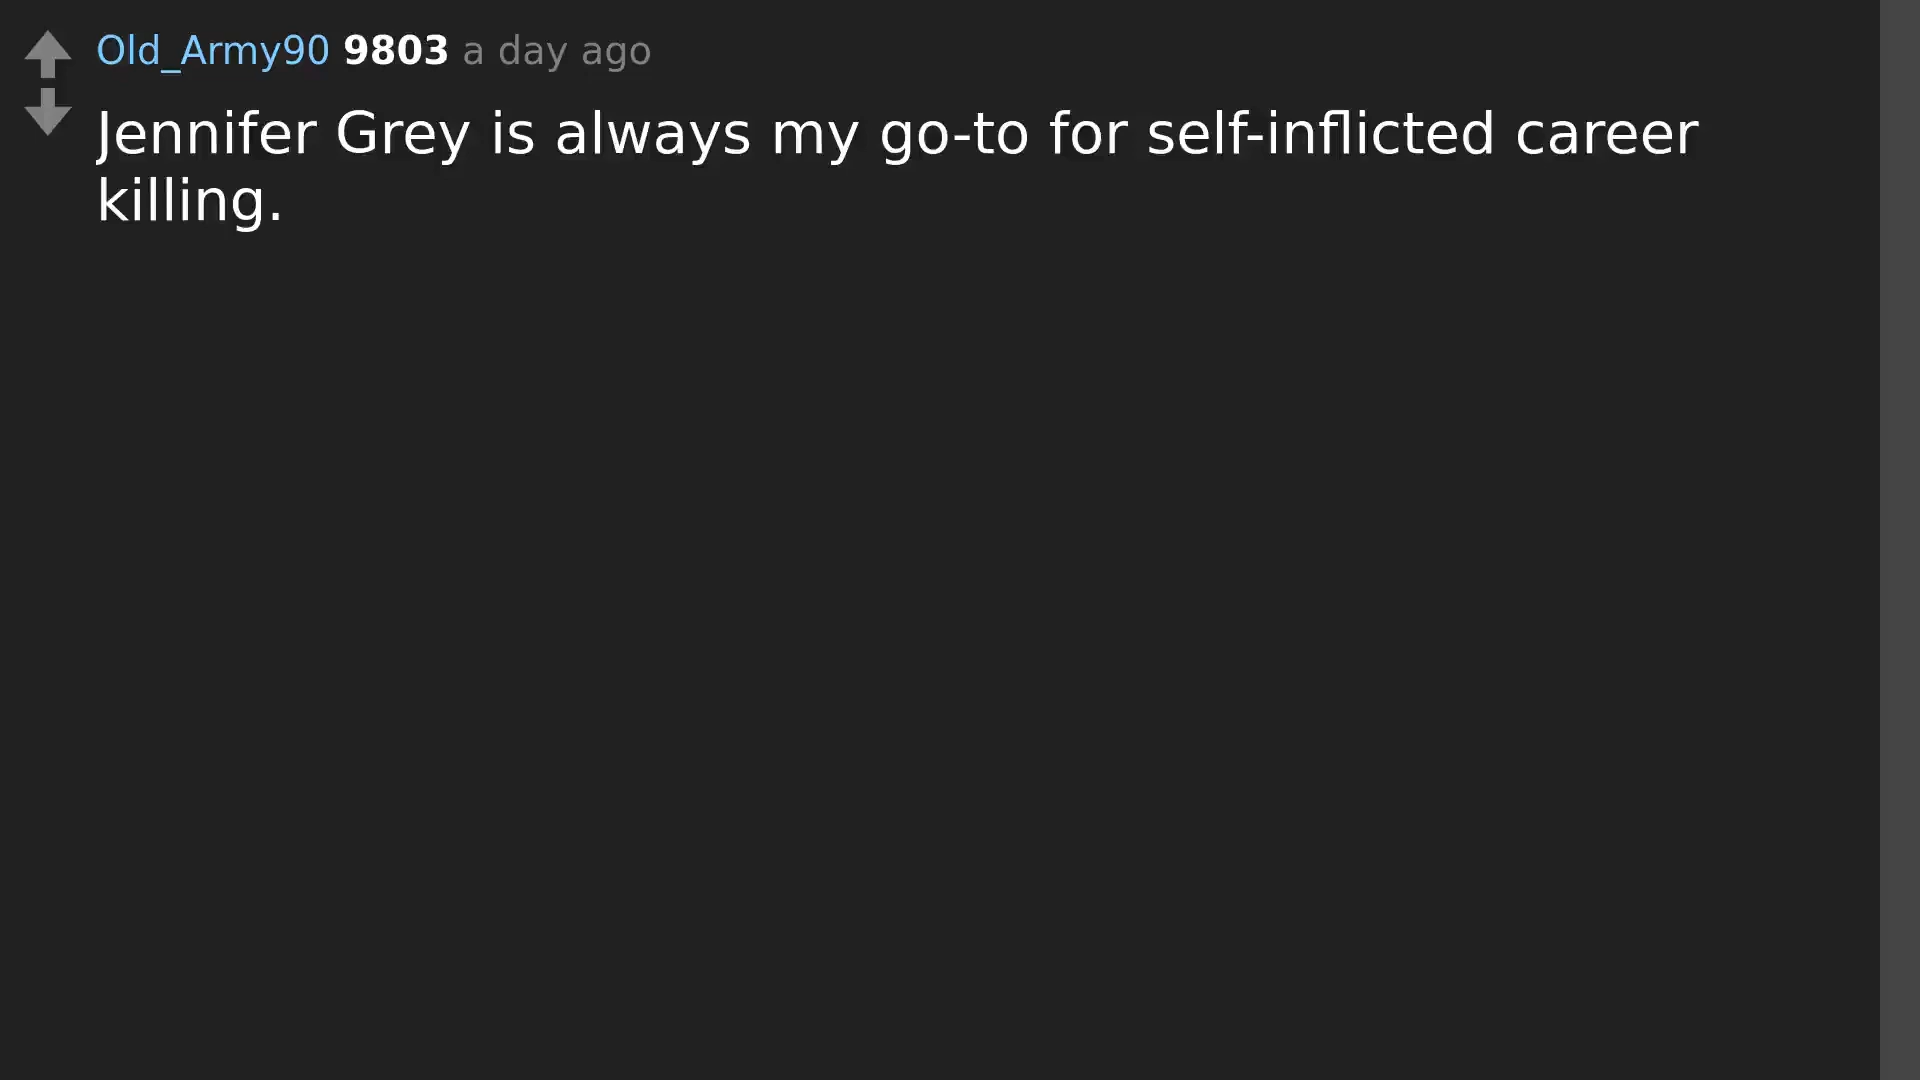 Old_Army90 9803 a day ago
Jennifer Grey is always my go-to for self-inflicted career
killing.